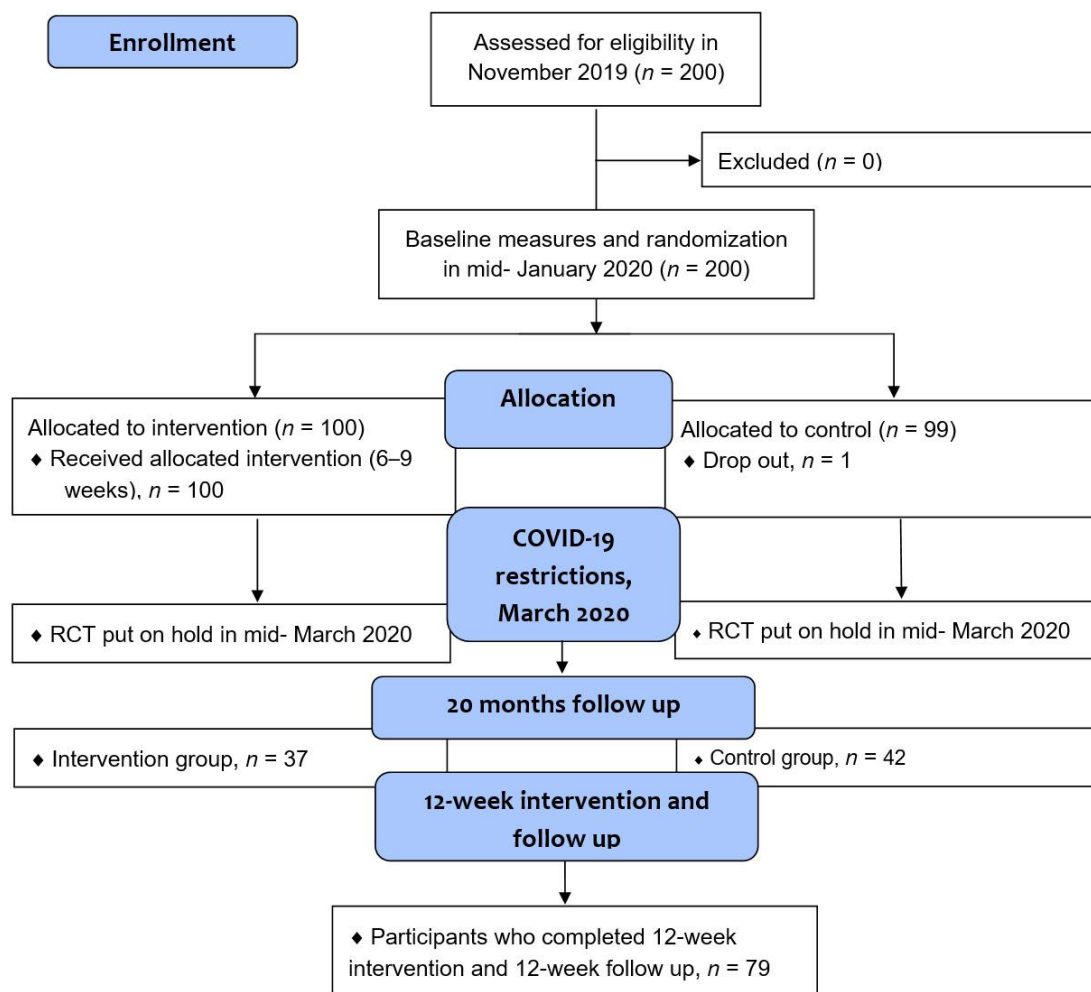 Enrollment
Assessed for eligibility in
November 2019 (n = 200)
Excluded (n = 0)
Baseline measures and randomization
in mid- January 2020 (n = 200)
Allocation
Allocated to intervention (n = 100)
♦ Received allocated intervention (6–9
weeks), n = 100
Allocated to control (n = 99)
♦ Drop out, n = 1
COVID-19
restrictions,
March 2020
♦ RCT put on hold in mid- March 2020
♦ RCT put on hold in mid- March 2020
20 months follow up
♦ Intervention group, n = 37
♦ Control group, n = 42
12-week intervention and
follow up
♦ Participants who completed 12-week
intervention and 12-week follow up, n = 79